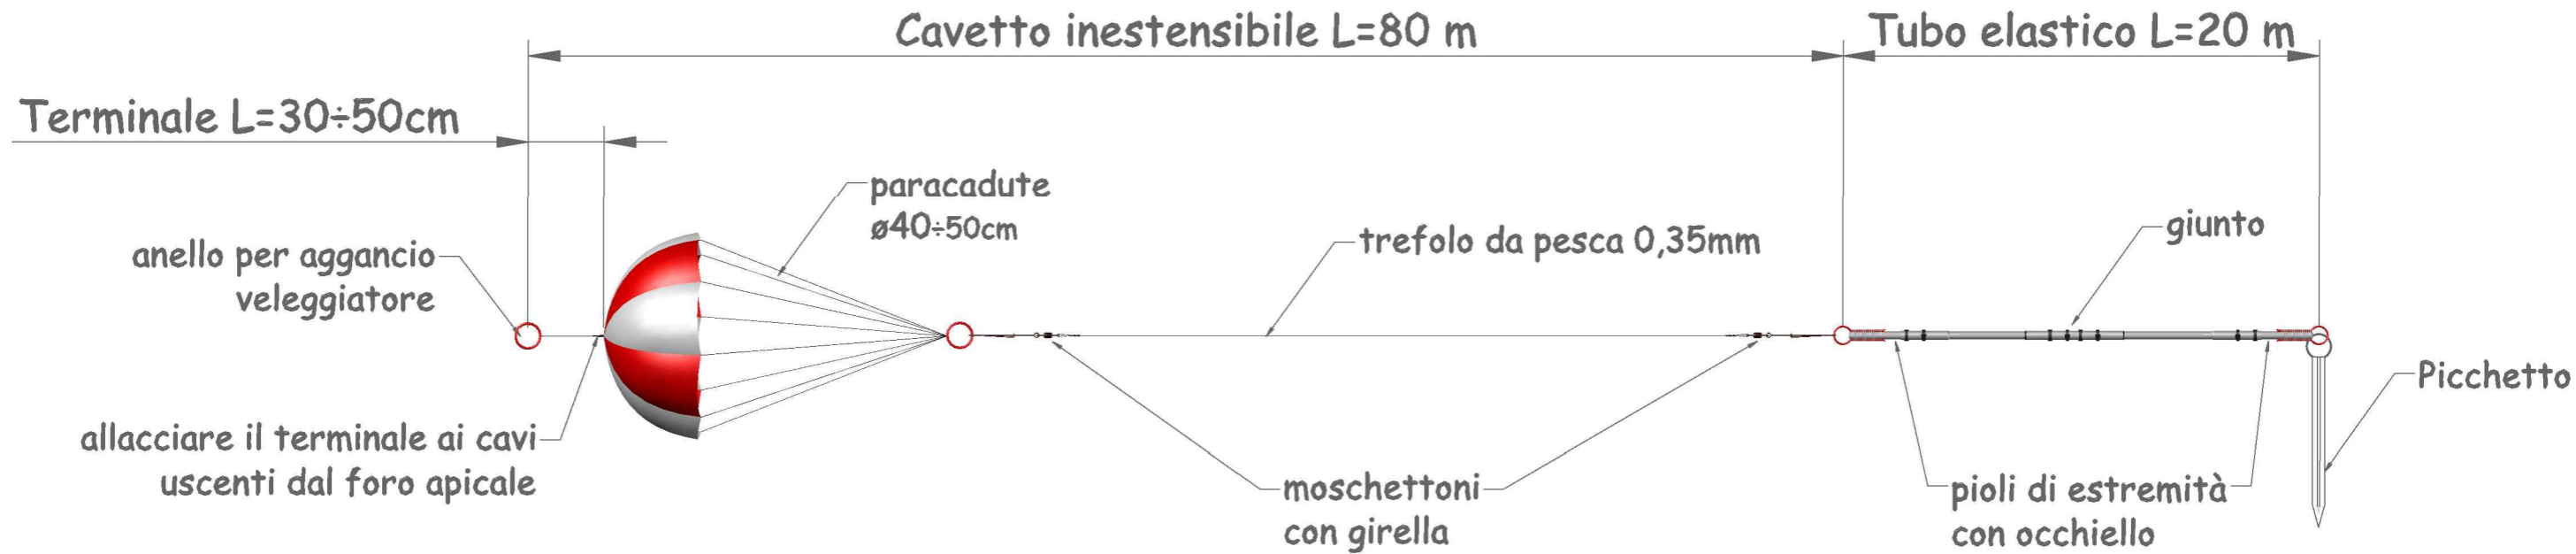 Cavetto inestensibile L=80 m
Tubo elastico L=20 m
Terminale L=30÷50cm
paracadute
ø40÷50cm
anello per aggancio
veleggiatore
trefolo da pesca 0,35mm
giunto
Picchetto
allacciare il terminale ai cavi
uscenti dal foro apicale
moschettoni
con girella
pioli di estremità
con occhiello